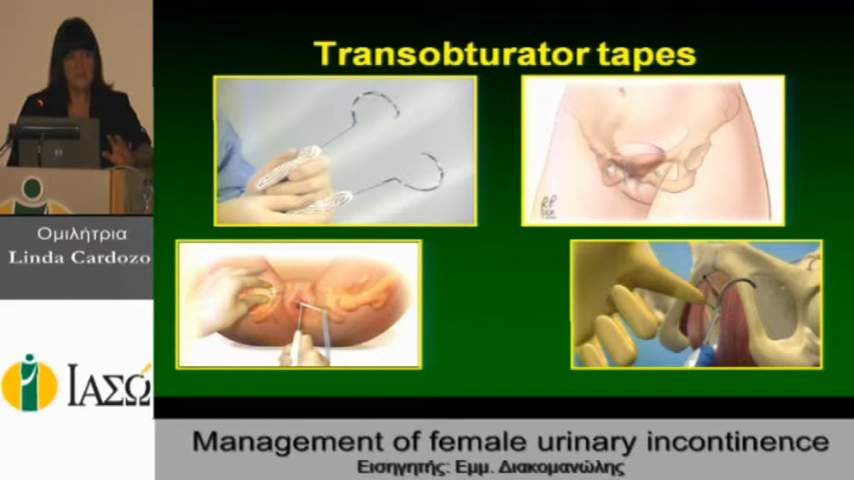 Transobturator tapes
Ομιλήτρια
Linda Cardozo
ΙΑΣΩ
Management of female urinary incontinence
Εισηγητής: Εμμ. Διακομανώλης